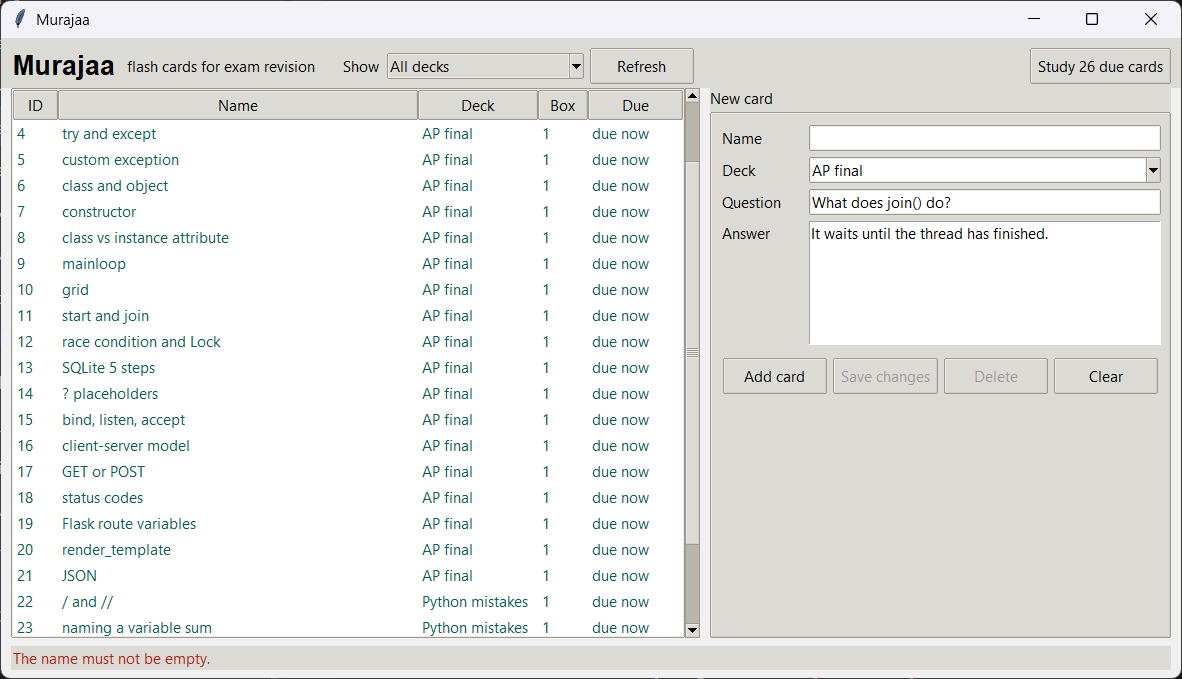 Murajaa
Murajaa flash cards for exam revision Show All decks Refresh Study 26 due cards
ID Name Deck Box Due
4 try and except AP final 1 due now
5 custom exception AP final 1 due now
6 class and object AP final 1 due now
7 constructor AP final 1 due now
8 class vs instance attribute AP final 1 due now
9 mainloop AP final 1 due now
10 grid AP final 1 due now
11 start and join AP final 1 due now
12 race condition and Lock AP final 1 due now
13 SQLite 5 steps AP final 1 due now
14 ? placeholders AP final 1 due now
15 bind, listen, accept AP final 1 due now
16 client-server model AP final 1 due now
17 GET or POST AP final 1 due now
18 status codes AP final 1 due now
19 Flask route variables AP final 1 due now
20 render_template AP final 1 due now
21 JSON AP final 1 due now
22 / and // Python mistakes 1 due now
23 naming a variable sum Python mistakes 1 due now
New card
Name
Deck AP final
Question What does join() do?
Answer It waits until the thread has finished.
Add card Save changes Delete Clear
The name must not be empty.